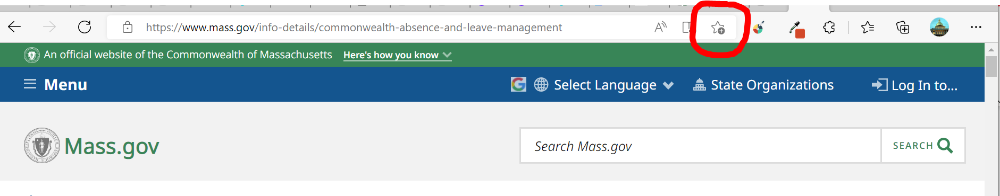 https://www.mass.gov/info-details/commonwealth-absence-and-leave-management
An official website of the Commonwealth of Massachusetts Here's how you know
Menu Select Language State Organizations Log In to...
Mass.gov Search Mass.gov SEARCH